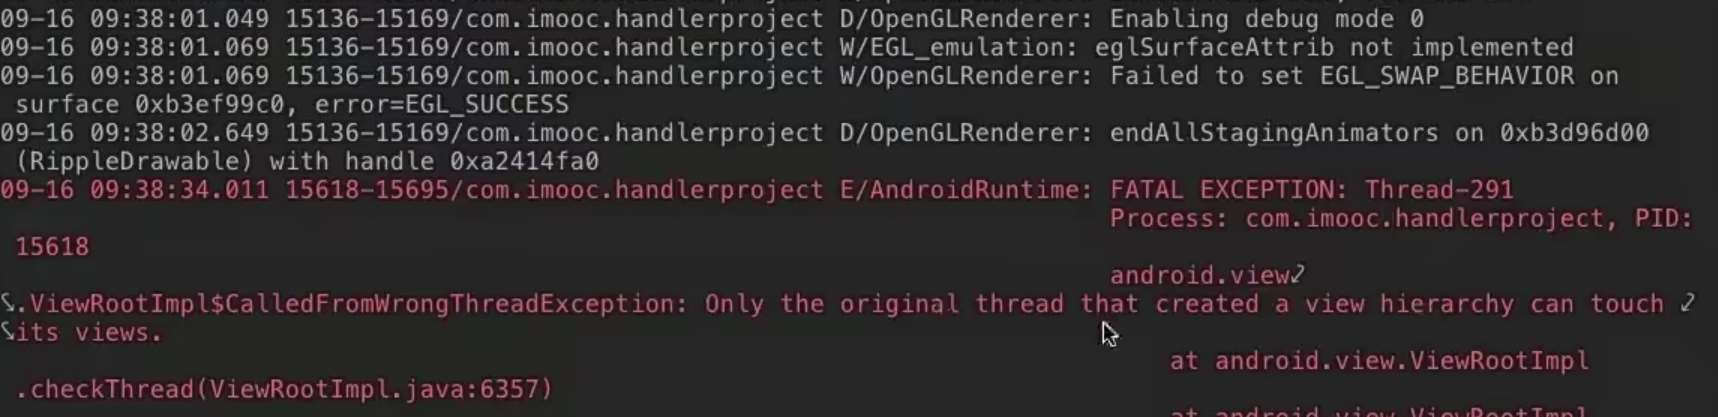 09-16 09:38:01.049 15136-15169/com.imooc.handlerproject D/OpenGLRenderer: Enabling debug mode 0
09-16 09:38:01.069 15136-15169/com.imooc.handlerproject W/EGL_emulation: eglSurfaceAttrib not implemented
09-16 09:38:01.069 15136-15169/com.imooc.handlerproject W/OpenGLRenderer: Failed to set EGL_SWAP_BEHAVIOR on
surface 0xb3ef99c0, error=EGL_SUCCESS
09-16 09:38:02.649 15136-15169/com.imooc.handlerproject D/OpenGLRenderer: endAllStagingAnimators on 0xb3d96d00
(RippleDrawable) with handle 0xa2414fa0
09-16 09:38:34.011 15618-15695/com.imooc.handlerproject E/AndroidRuntime: FATAL EXCEPTION: Thread-291
Process: com.imooc.handlerproject, PID:
15618
android.view
.ViewRootImpl$CalledFromWrongThreadException: Only the original thread that created a view hierarchy can touch
its views.
at android.view.ViewRootImpl
.checkThread(ViewRootImpl.java:6357)
at android.view.ViewRootImpl